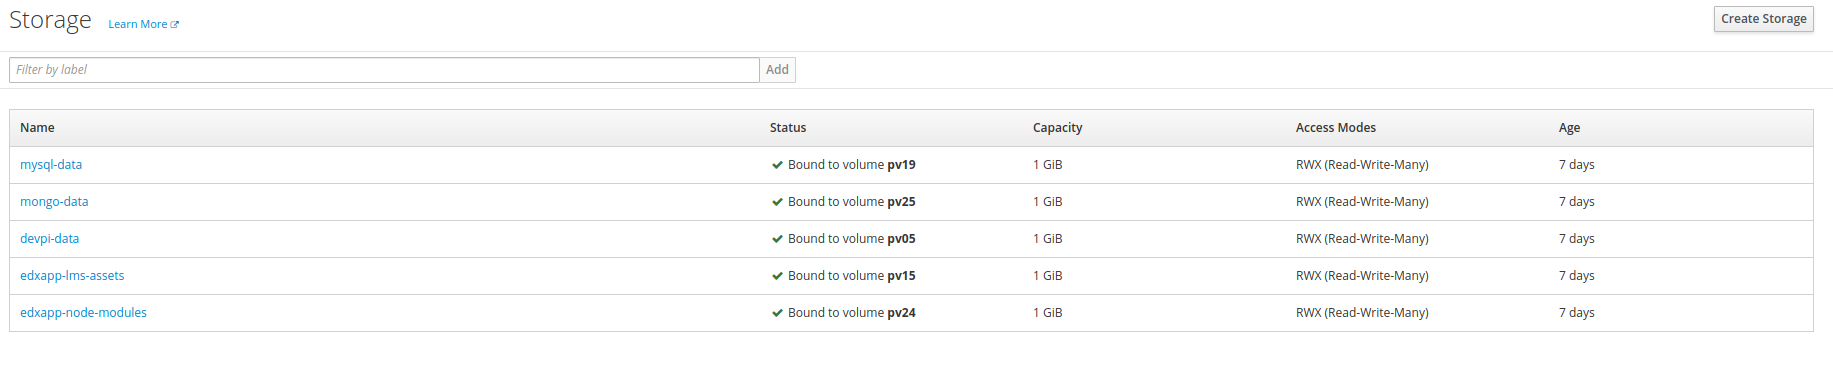 Storage Learn More Create Storage
Filter by label Add
Name Status Capacity Access Modes Age
mysql-data Bound to volume pv19 1 GiB RWX (Read-Write-Many) 7 days
mongo-data Bound to volume pv25 1 GiB RWX (Read-Write-Many) 7 days
devpi-data Bound to volume pv05 1 GiB RWX (Read-Write-Many) 7 days
edxapp-lms-assets Bound to volume pv15 1 GiB RWX (Read-Write-Many) 7 days
edxapp-node-modules Bound to volume pv24 1 GiB RWX (Read-Write-Many) 7 days